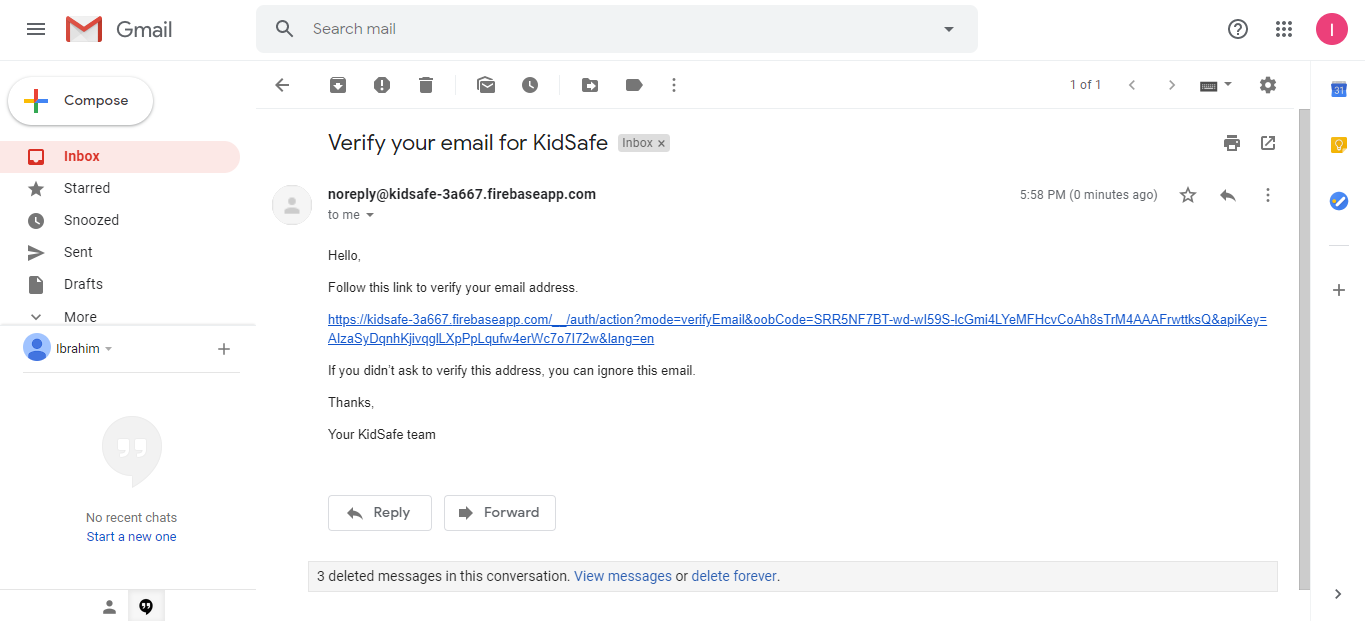 Gmail
Search mail
I
Compose
1 of 1
31
Inbox
Starred
Snoozed
Sent
Drafts
More
Ibrahim
No recent chats
Start a new one
Verify your email for KidSafe
Inbox ×
noreply@kidsafe-3a667.firebaseapp.com
5:58 PM (0 minutes ago)
to me
Hello,
Follow this link to verify your email address.
https://kidsafe-3a667.firebaseapp.com/__/auth/action?mode=verifyEmail&oobCode=SRR5NF7BT-wd-wI59S-lcGmi4LYeMFHcvCoAh8sTrM4AAAFrwttksQ&apiKey=
AIzaSyDqnhKjivqglLXpPpLqufw4erWc7o7I72w&lang=en
If you didn’t ask to verify this address, you can ignore this email.
Thanks,
Your KidSafe team
Reply
Forward
3 deleted messages in this conversation. View messages or delete forever.